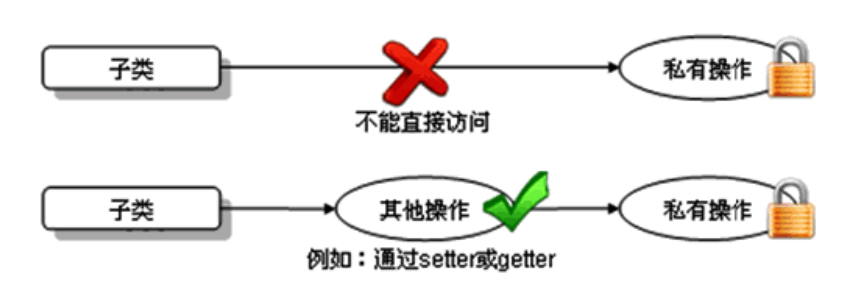 子类
私有操作
不能直接访问
子类
其他操作
私有操作
例如：通过setter或getter